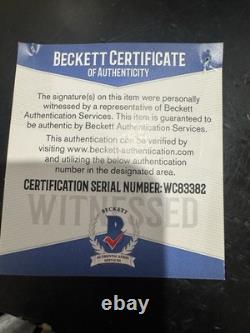 BECKETT CERTIFICATE
OF AUTHENTICITY
The signature(s) on this item were personally
witnessed by a representative of Beckett
Authentication Services. This item is guaranteed
to be authentic by Beckett Authentication
Services. This authentication can be verified by
visiting www.beckett-authentication.com
and utilizing the below authentication
number in the designated area.
CERTIFICATION SERIAL NUMBER: WC83382
WITNESSED
BECKETT
B
AUTHENTICATION
SERVICES
hent.com